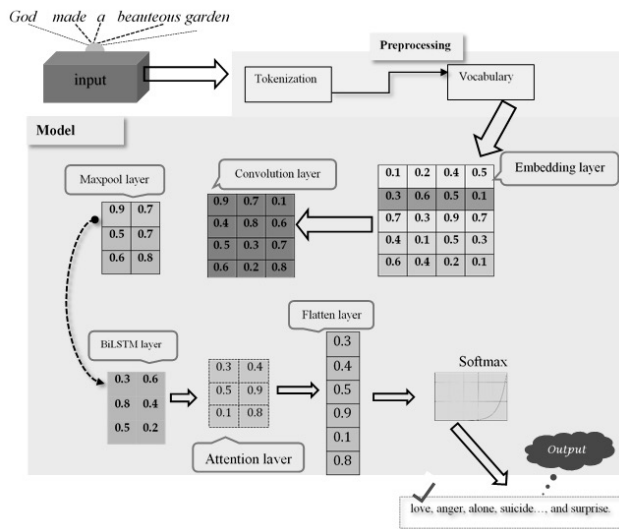 God made a beauteous garden
input
Preprocessing
Tokenization
Vocabulary
Model
Embedding layer
0.1 0.2 0.4 0.5
0.3 0.6 0.5 0.1
0.7 0.3 0.9 0.7
0.4 0.1 0.5 0.3
0.6 0.4 0.2 0.1
Convolution layer
0.9 0.7 0.1
0.4 0.8 0.6
0.5 0.3 0.7
0.6 0.2 0.8
Maxpool layer
0.9 0.7
0.5 0.7
0.6 0.8
BiLSTM layer
0.3 0.6
0.8 0.4
0.5 0.2
0.3 0.4
0.5 0.9
0.1 0.8
Attention layer
Flatten layer
0.3
0.4
0.5
0.9
0.1
0.8
Softmax
Output
love, anger, alone, suicide..., and surprise.